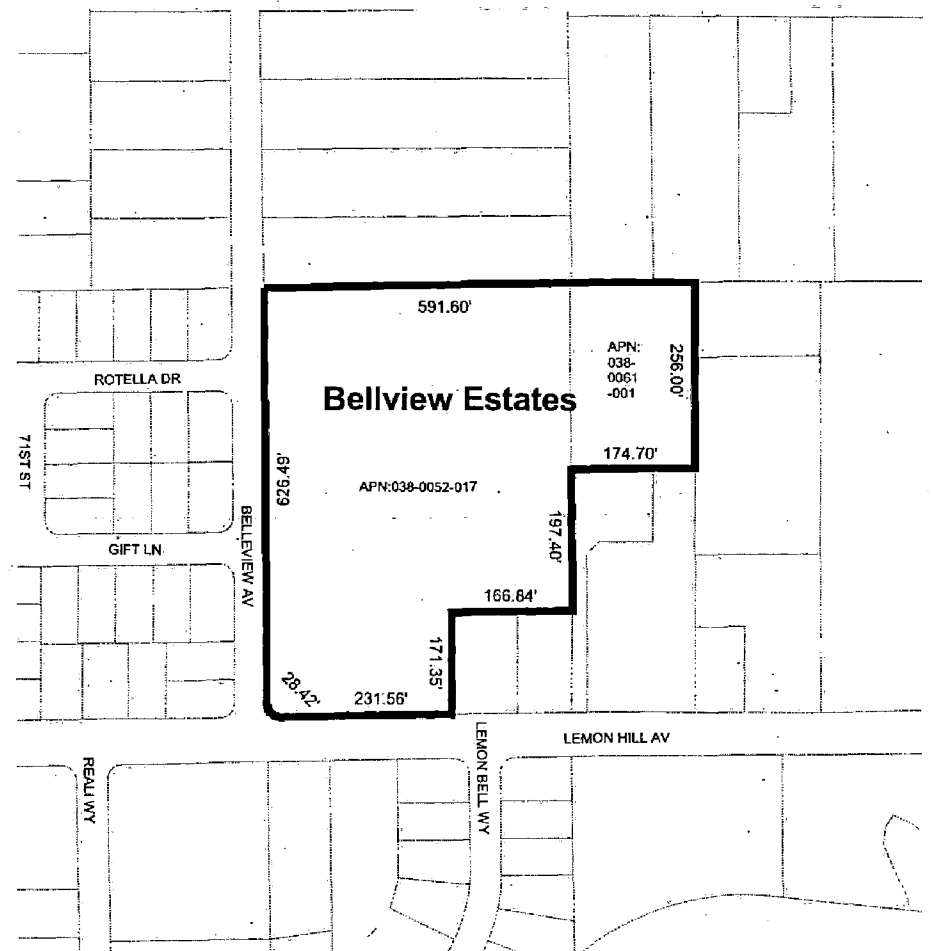 591.60'
APN:
038-
0061
-001
256.00'
ROTELLA DR
Bellview Estates
71ST ST
174.70'
626.49'
APN:038-0052-017
BELLEVIEW AV
197.40'
GIFT LN
166.84'
171.35'
28.42'
231.56'
LEMON HILL AV
REALI WY
LEMON BELL WY